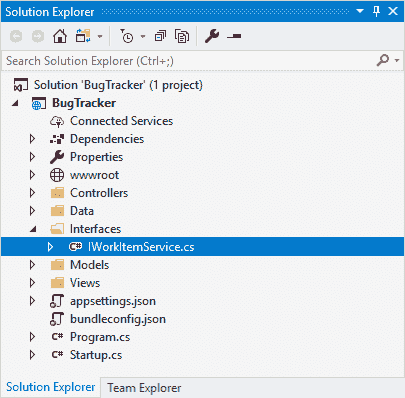 Solution Explorer
Search Solution Explorer (Ctrl+;)
Solution 'BugTracker' (1 project)
BugTracker
Connected Services
Dependencies
Properties
wwwroot
Controllers
Data
Interfaces
C# IWorkItemService.cs
Models
Views
appsettings.json
bundleconfig.json
C# Program.cs
C# Startup.cs
Solution Explorer Team Explorer